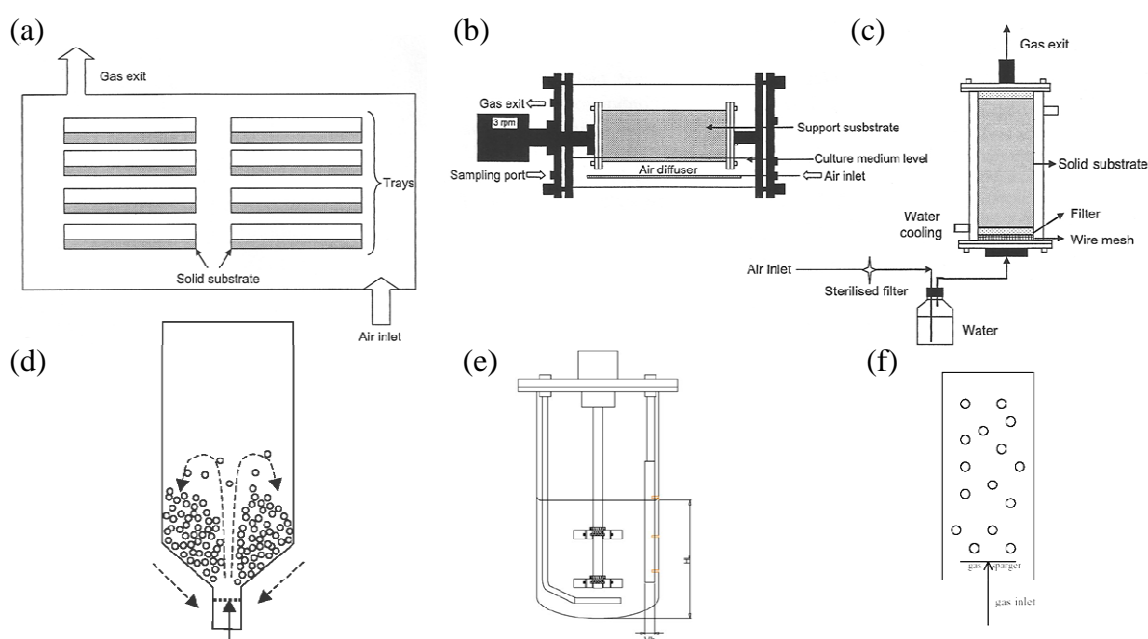 (a)
Gas exit
Trays
Solid substrate
Air inlet
(b)
Gas exit
3 rpm
Support susbstrate
Culture medium level
Air diffuser
Sampling port
Air inlet
(c)
Gas exit
Solid substrate
Water
cooling
Filter
Wire mesh
Air inlet
Sterilised filter
Water
(d)
(e)
HL
(f)
gas sparger
gas inlet